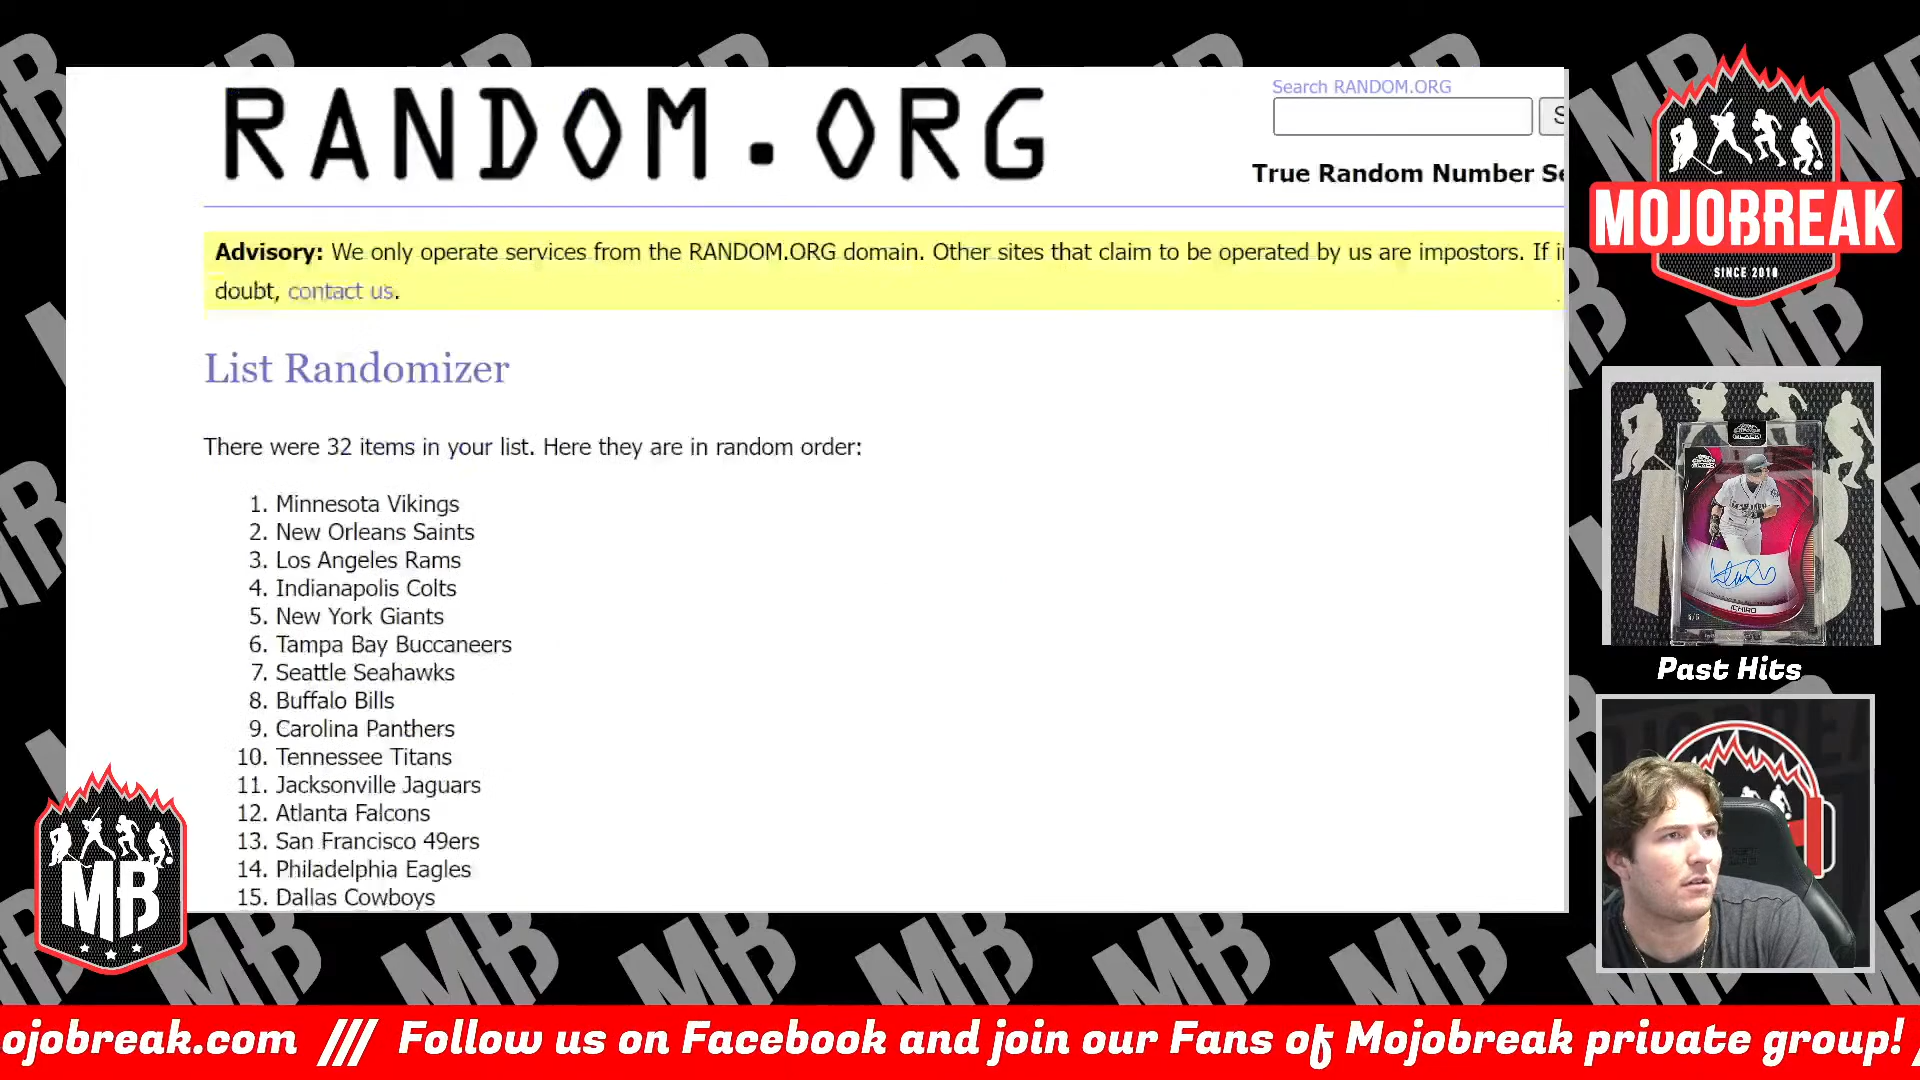 RANDOM.ORG
Search RANDOM.ORG
True Random Number Se
Advisory: We only operate services from the RANDOM.ORG domain. Other sites that claim to be operated by us are impostors. If in
doubt, contact us.
List Randomizer
There were 32 items in your list. Here they are in random order:
1. Minnesota Vikings
2. New Orleans Saints
3. Los Angeles Rams
4. Indianapolis Colts
5. New York Giants
6. Tampa Bay Buccaneers
7. Seattle Seahawks
8. Buffalo Bills
9. Carolina Panthers
10. Tennessee Titans
11. Jacksonville Jaguars
12. Atlanta Falcons
13. San Francisco 49ers
14. Philadelphia Eagles
15. Dallas Cowboys
MOJOBREAK
SINCE 2010
ICHIRO
Past Hits
MB
ojobreak.com /// Follow us on Facebook and join our Fans of Mojobreak private group!